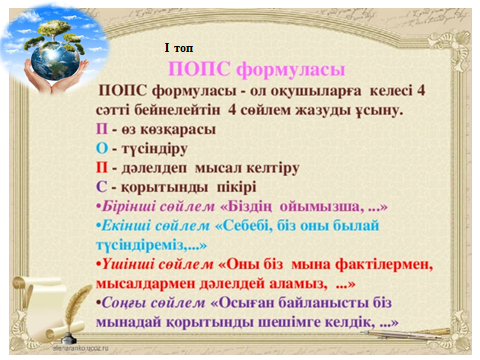 І топ
ПОПС формуласы
ПОПС формуласы - ол оқушыларға келесі 4
сәтті бейнелейтін 4 сөйлем жазуды ұсыну.
П - өз көзқарасы
О - түсіндіру
П - дәлелдеп мысал келтіру
С - қорытынды пікірі
•Бірінші сөйлем «Біздің ойымызша, ...»
•Екінші сөйлем «Себебі, біз оны былай
түсіндіреміз,...»
•Үшінші сөйлем «Оны біз мына фактілермен,
мысалдармен дәлелдей аламыз, ...»
•Соңғы сөйлем «Осыған байланысты біз
мынадай қорытынды шешімге келдік, ...»